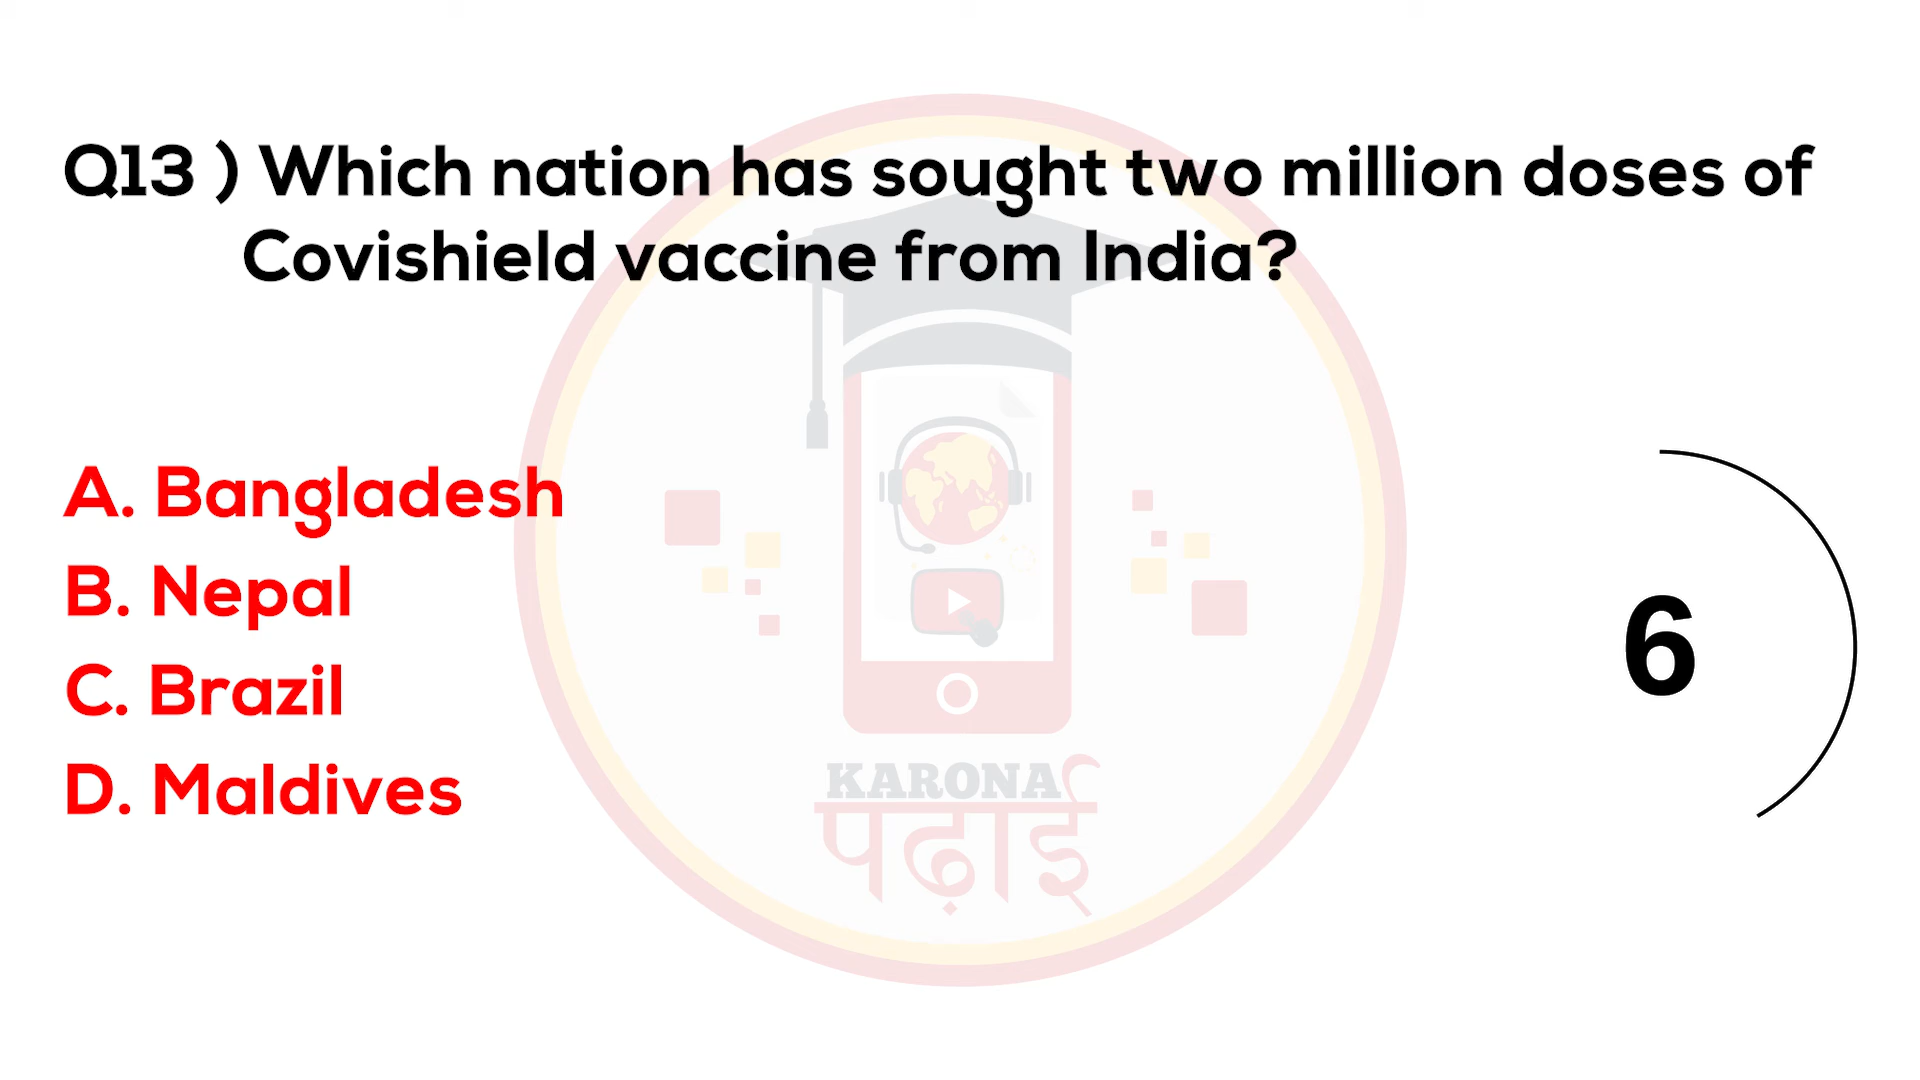 Q13 ) Which nation has sought two million doses of
Covishield vaccine from India?
A. Bangladesh
B. Nepal
C. Brazil
D. Maldives
6
KARONA
पढ़ाई